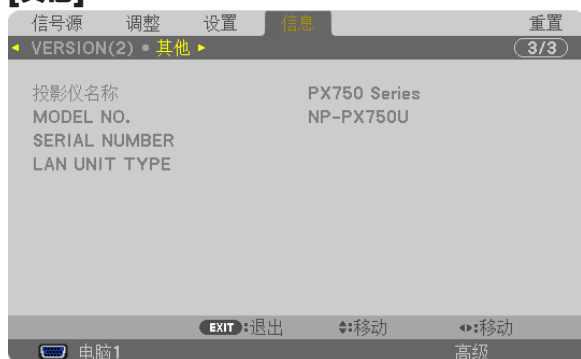 信号源 调整 设置 信息 重置
VERSION(2) 其他 3/3
投影仪名称 PX750 Series
MODEL NO. NP-PX750U
SERIAL NUMBER
LAN UNIT TYPE
EXIT:退出 :移动 :移动
电脑1 高级